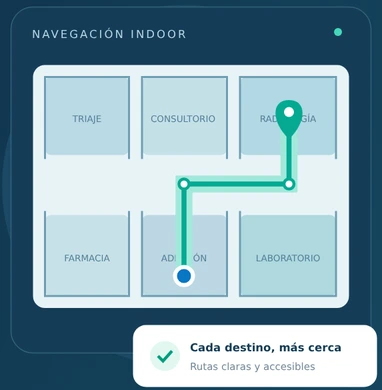 NAVEGACIÓN INDOOR
TRIAJE
CONSULTORIO
FARMACIA
LABORATORIO
Cada destino, más cerca
Rutas claras y accesibles